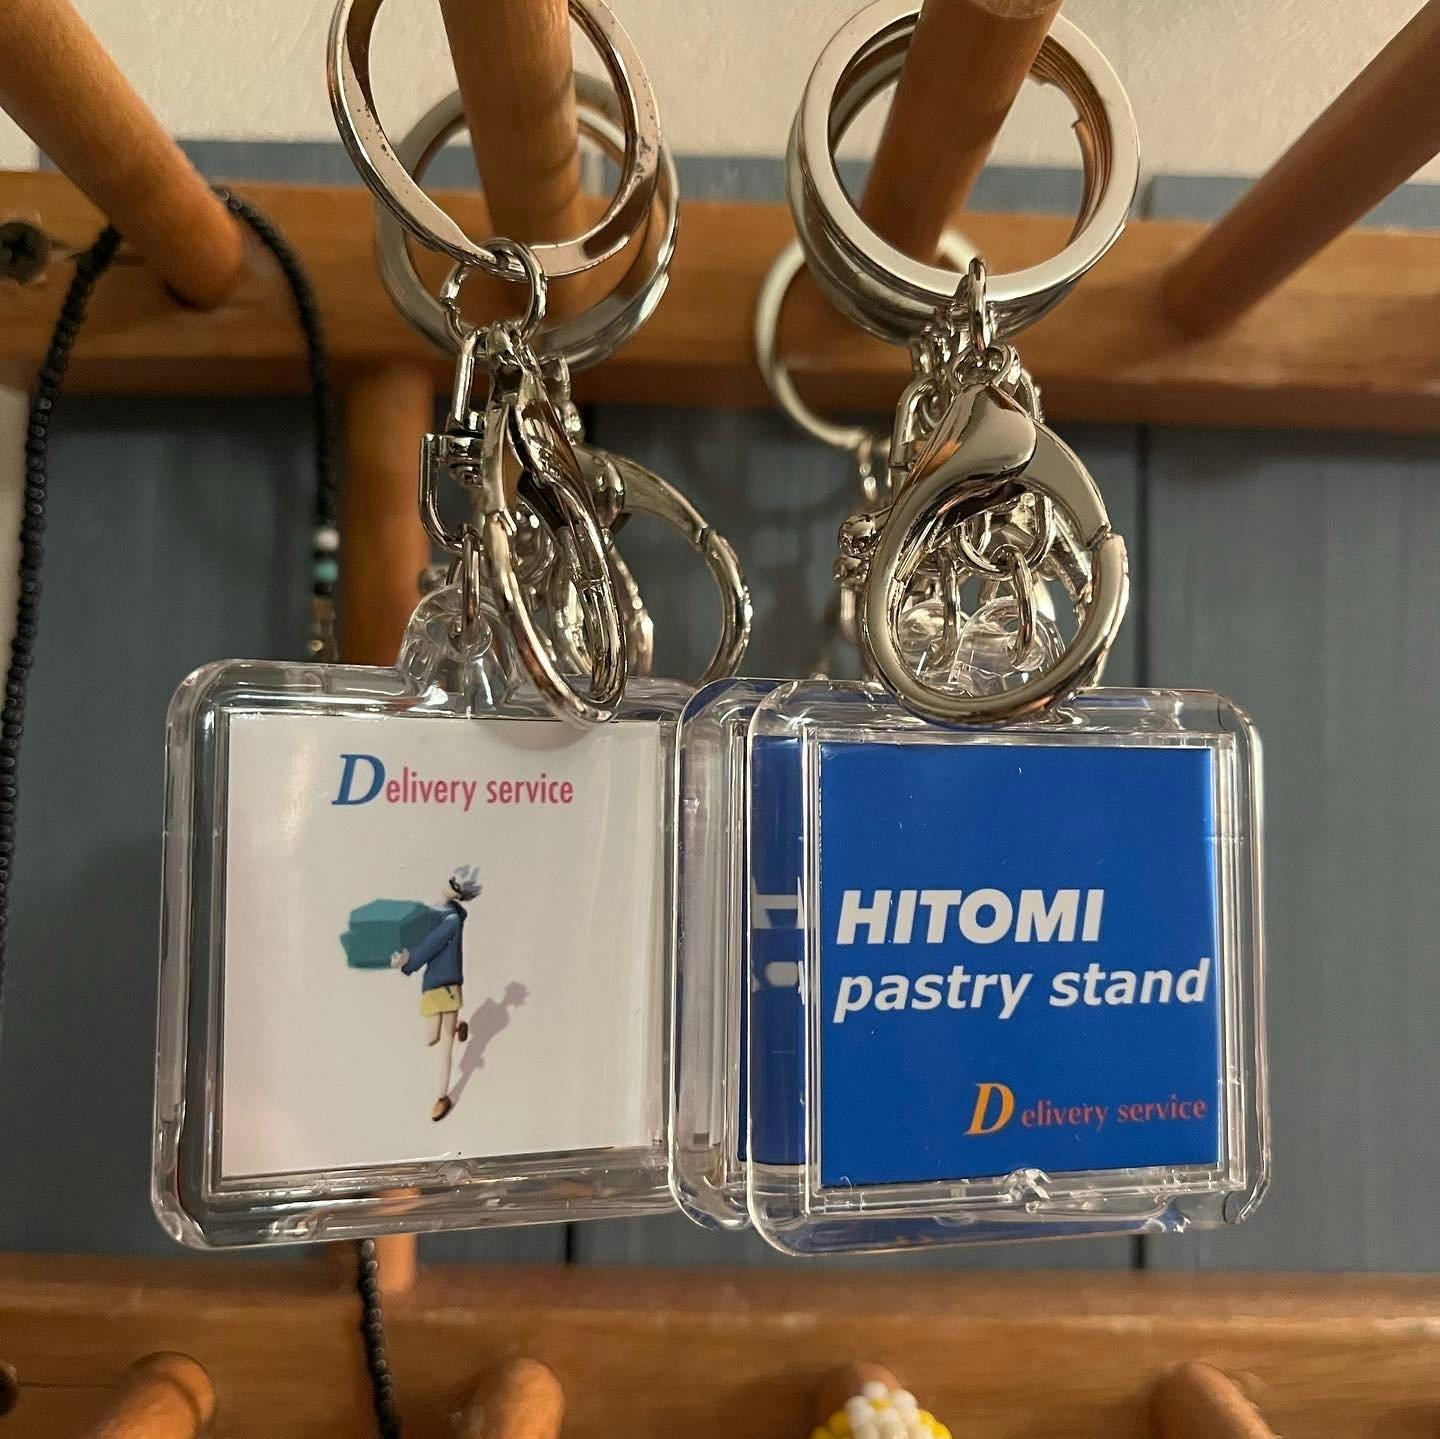 Delivery service
HITOMI
pastry stand
Delivery service